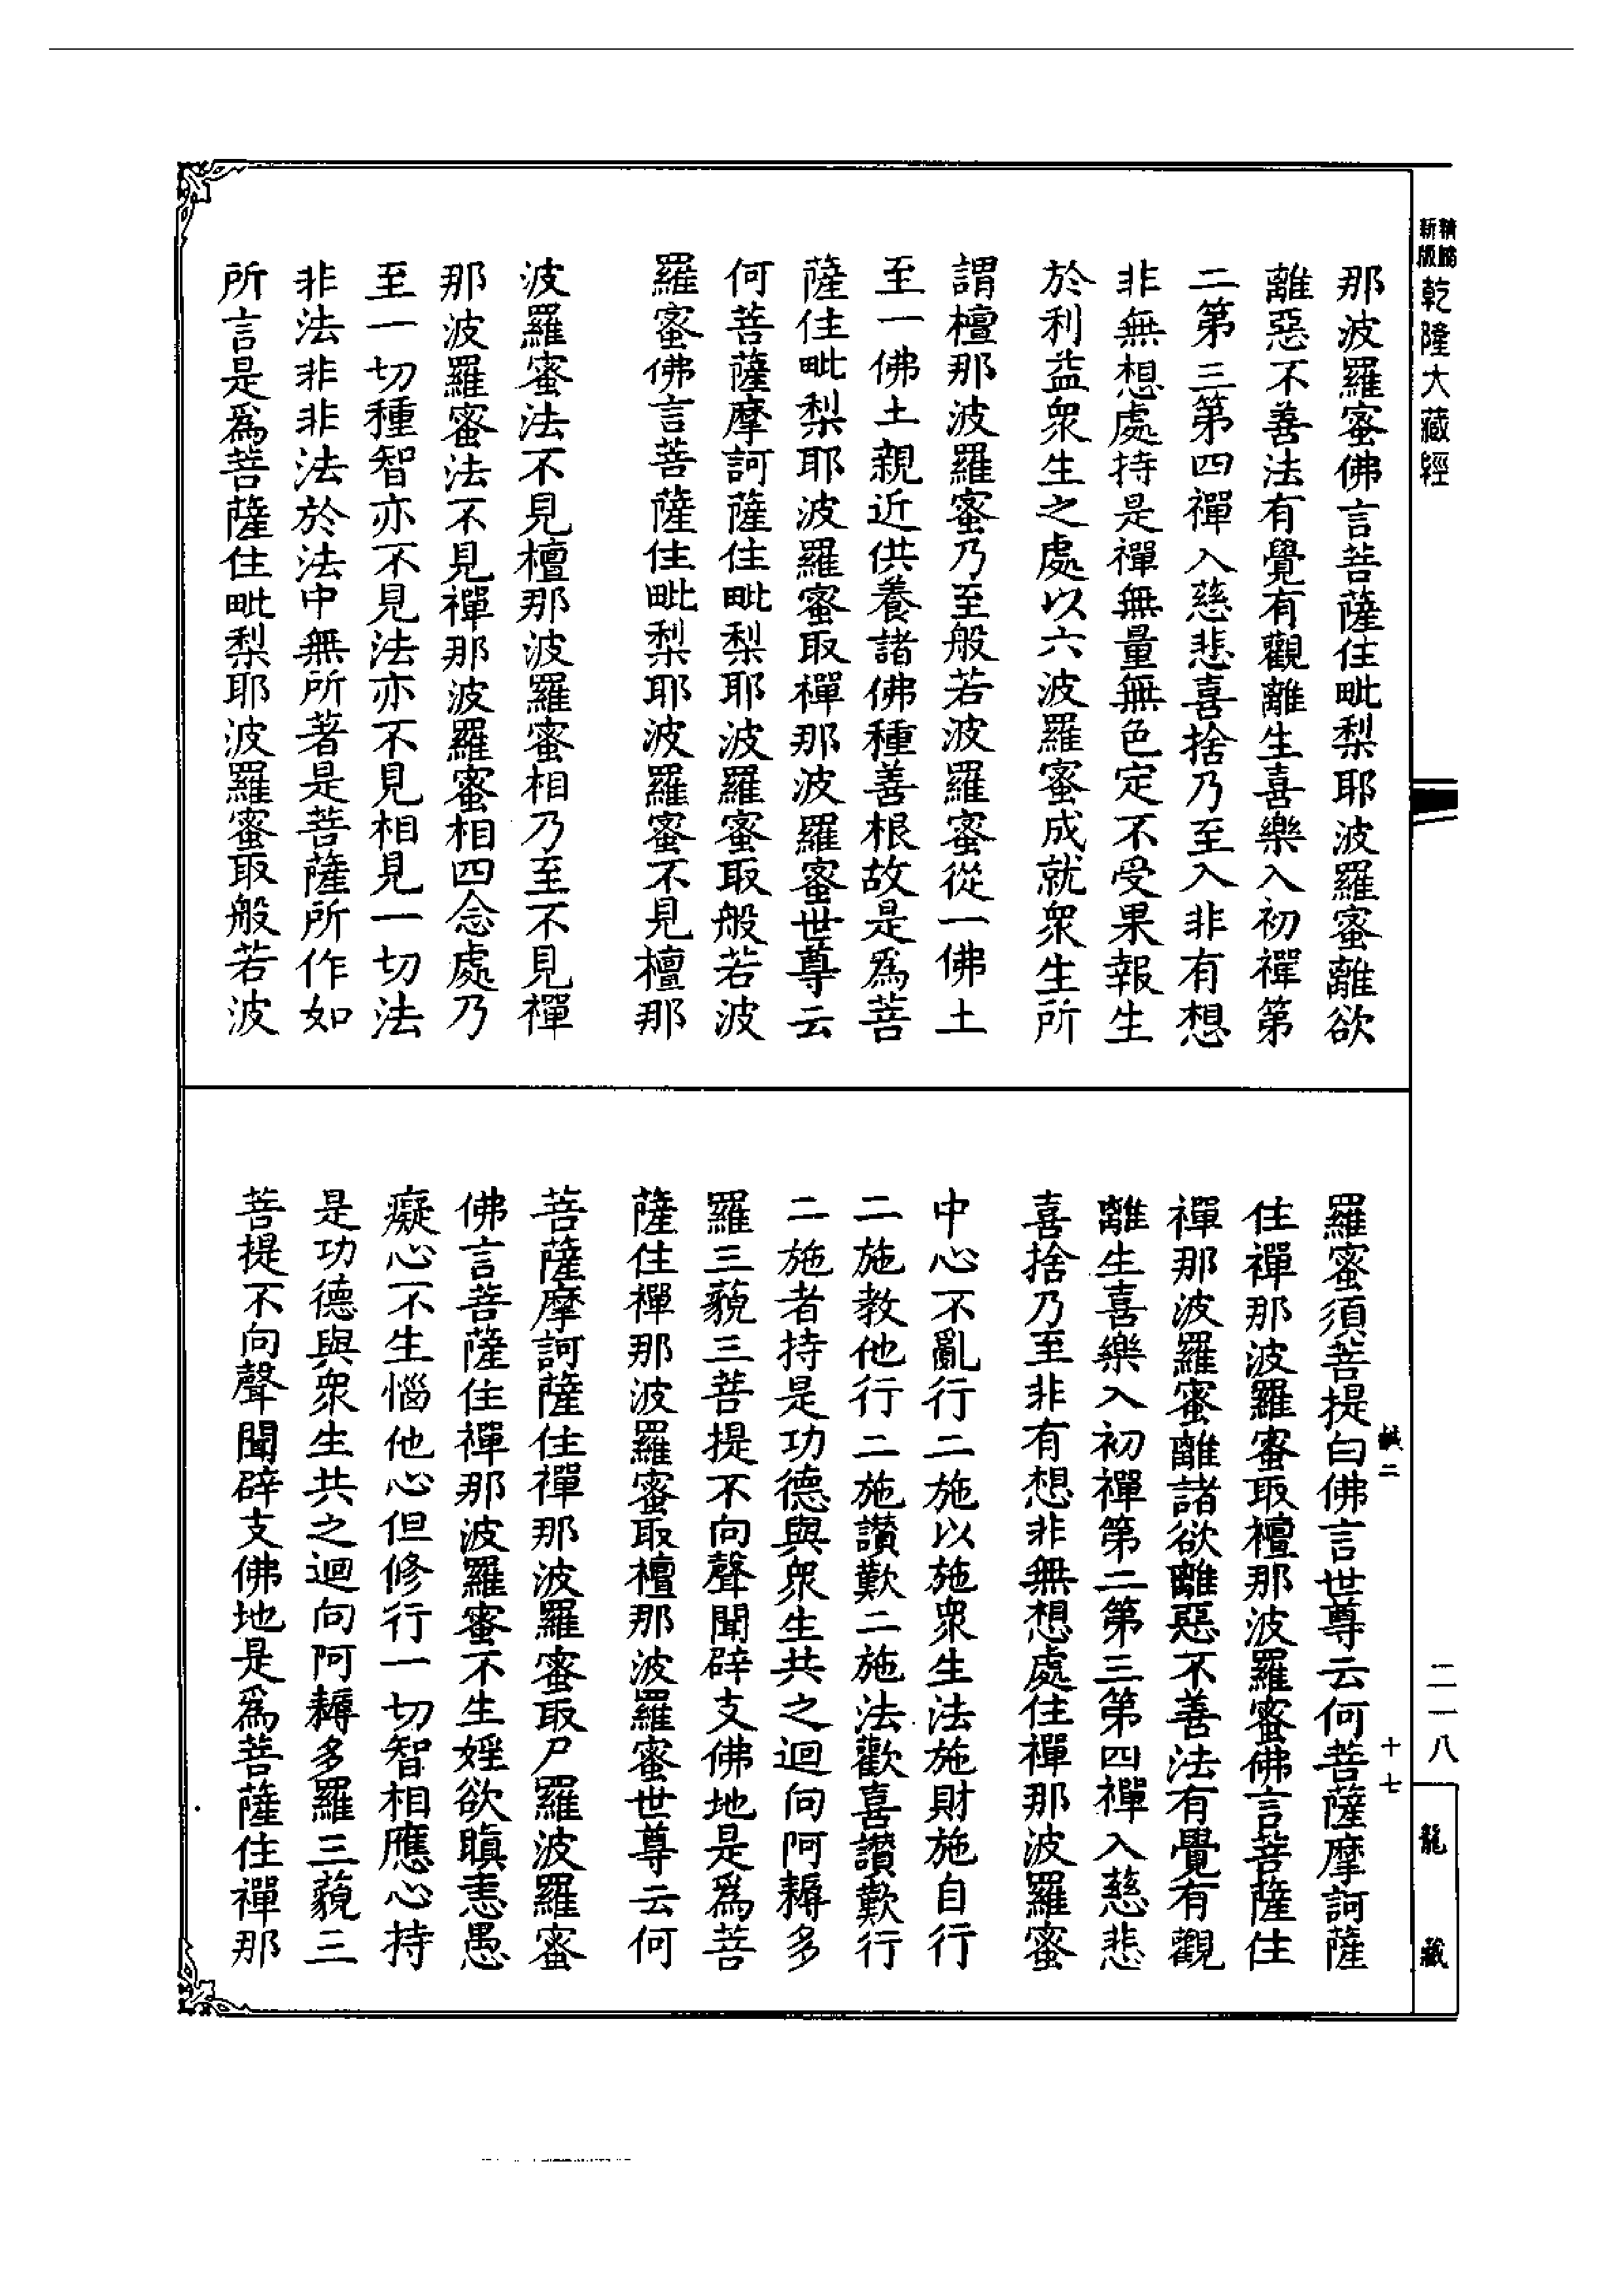 精縮
新版
乾隆大藏經
那波羅蜜佛言菩薩住毗梨耶波羅蜜離欲
離惡不善法有覺有觀離生喜樂入初禪第
二第三第四禪入慈悲喜捨乃至入非有想
非無想處持是禪無量無色定不受果報生
於利益衆生之處以六波羅蜜成就衆生所
謂檀那波羅蜜乃至般若波羅蜜從一佛土
至一佛土親近供養諸佛種善根故是爲菩
薩住毗梨耶波羅蜜取禪那波羅蜜世尊云
何菩薩摩訶薩住毗梨耶波羅蜜取般若波
羅蜜佛言菩薩住毗梨耶波羅蜜不見檀那
波羅蜜法不見檀那波羅蜜相乃至不見禪
那波羅蜜法不見禪那波羅蜜相四念處乃
至一切種智亦不見法亦不見相見一切法
非法非非法於法中無所著是菩薩所作如
所言是爲菩薩住毗梨耶波羅蜜取般若波
羅蜜須菩提白佛言世尊云何菩薩摩訶薩
住禪那波羅蜜取檀那波羅蜜佛言菩薩住
禪那波羅蜜離諸欲離惡不善法有覺有觀
離生喜樂入初禪第二第三第四禪入慈悲
喜捨乃至非有想非無想處住禪那波羅蜜
中心不亂行二施以施衆生法施財施自行
二施教他行二施讚歎二施法歡喜讚歎行
二施者持是功德與衆生共之迴向阿耨多
羅三藐三菩提不向聲聞辟支佛地是爲菩
薩住禪那波羅蜜取檀那波羅蜜世尊云何
菩薩摩訶薩住禪那波羅蜜取尸羅波羅蜜
佛言菩薩住禪那波羅蜜不生婬欲瞋恚愚
癡心不生惱他心但修行一切智相應心持
是功德與衆生共之迴向阿耨多羅三藐三
菩提不向聲聞辟支佛地是爲菩薩住禪那
二
十七
二一八
龍藏